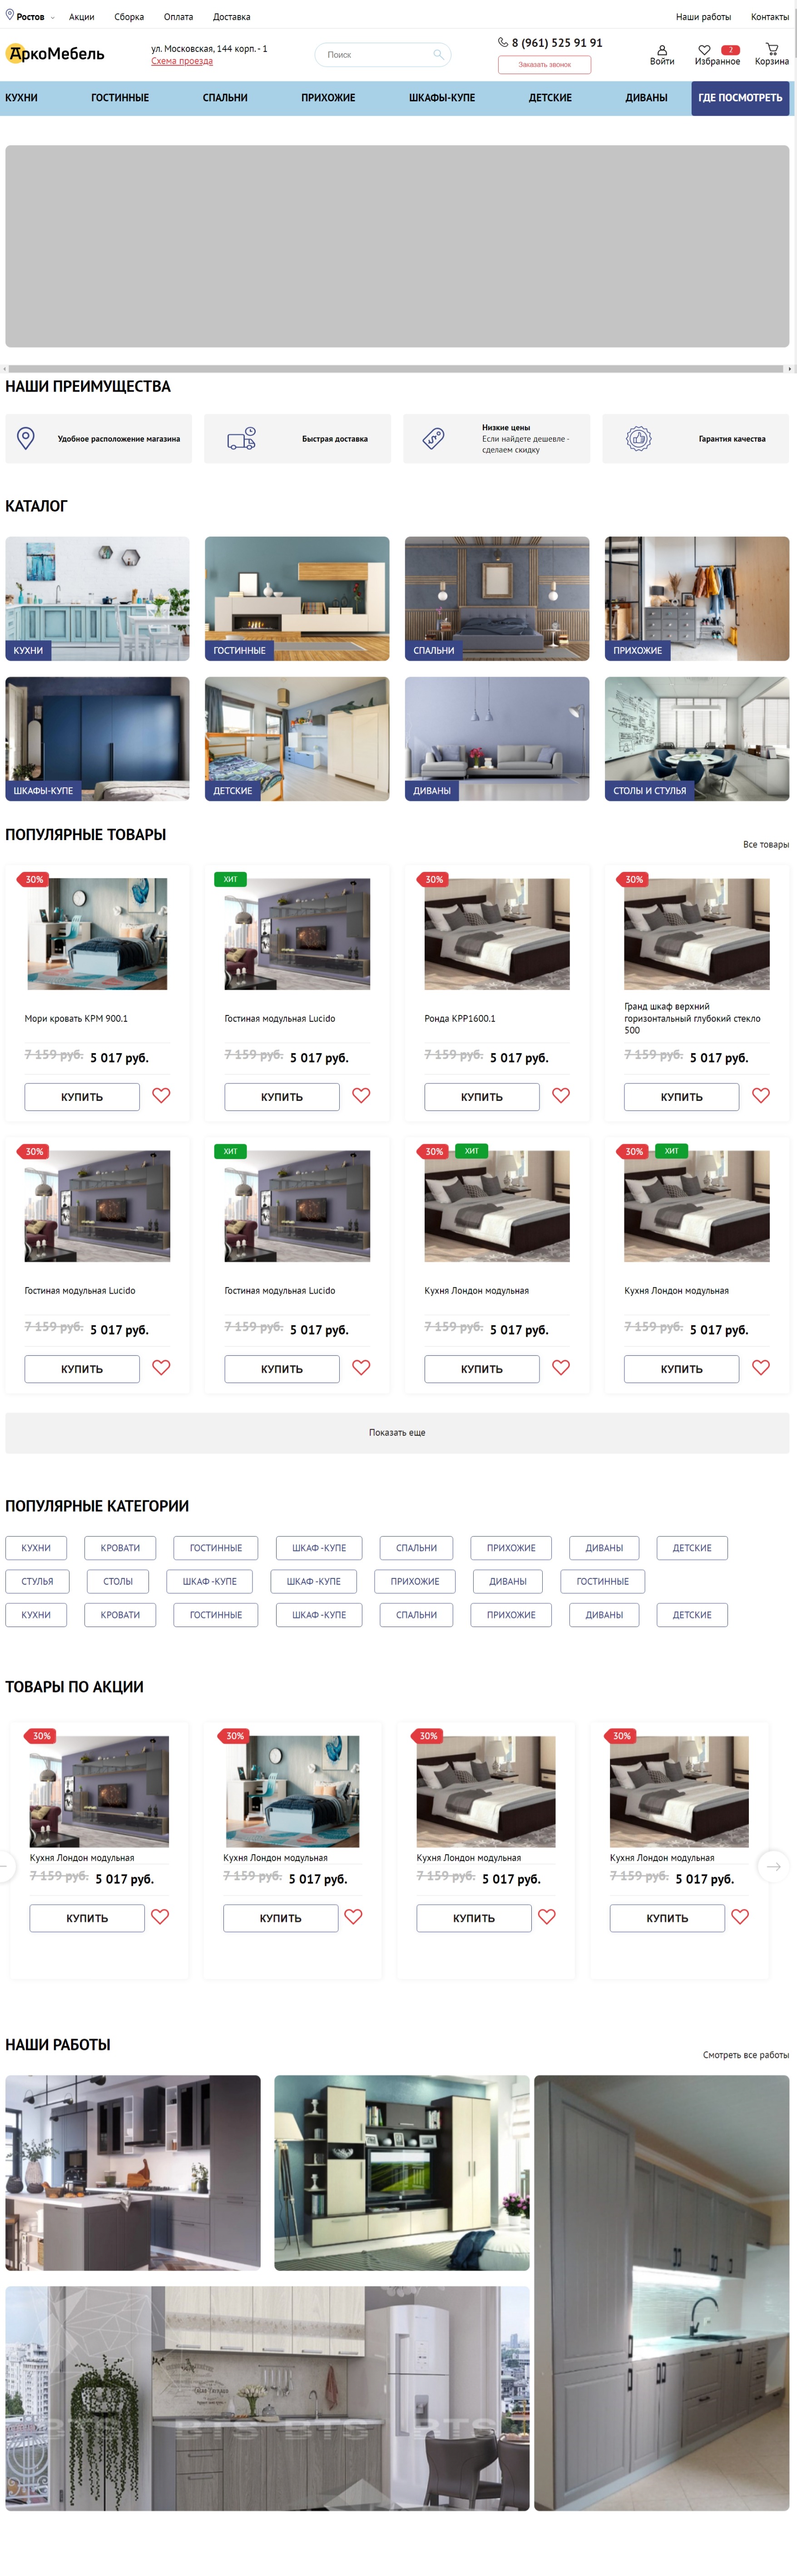 Ростов
Акции
Сборка
Оплата
Доставка
Наши работы
Контакты
АркоМебель
ул. Московская, 144 корп. - 1
Схема проезда
Поиск
8 (961) 525 91 91
Заказать звонок
Войти
2
Избранное
Корзина
КУХНИ
ГОСТИННЫЕ
СПАЛЬНИ
ПРИХОЖИЕ
ШКАФЫ-КУПЕ
ДЕТСКИЕ
ДИВАНЫ
ГДЕ ПОСМОТРЕТЬ
НАШИ ПРЕИМУЩЕСТВА
Удобное расположение магазина
Быстрая доставка
Низкие цены
Если найдете дешевле -
сделаем скидку
Гарантия качества
КАТАЛОГ
КУХНИ
ГОСТИННЫЕ
СПАЛЬНИ
ПРИХОЖИЕ
ШКАФЫ-КУПЕ
ДЕТСКИЕ
ДИВАНЫ
СТОЛЫ И СТУЛЬЯ
ПОПУЛЯРНЫЕ ТОВАРЫ
Все товары
30%
ХИТ
30%
30%
Мори кровать КРМ 900.1
Гостиная модульная Lucido
Ронда КРР1600.1
Гранд шкаф верхний
горизонтальный глубокий стекло
500
7 159 руб. 5 017 руб.
7 159 руб. 5 017 руб.
7 159 руб. 5 017 руб.
7 159 руб. 5 017 руб.
КУПИТЬ
КУПИТЬ
КУПИТЬ
КУПИТЬ
30%
ХИТ
30%
ХИТ
30%
ХИТ
Гостиная модульная Lucido
Гостиная модульная Lucido
Кухня Лондон модульная
Кухня Лондон модульная
7 159 руб. 5 017 руб.
7 159 руб. 5 017 руб.
7 159 руб. 5 017 руб.
7 159 руб. 5 017 руб.
КУПИТЬ
КУПИТЬ
КУПИТЬ
КУПИТЬ
Показать еще
ПОПУЛЯРНЫЕ КАТЕГОРИИ
КУХНИ
КРОВАТИ
ГОСТИННЫЕ
ШКАФ -КУПЕ
СПАЛЬНИ
ПРИХОЖИЕ
ДИВАНЫ
ДЕТСКИЕ
СТУЛЬЯ
СТОЛЫ
ШКАФ -КУПЕ
ШКАФ -КУПЕ
ПРИХОЖИЕ
ДИВАНЫ
ГОСТИННЫЕ
КУХНИ
КРОВАТИ
ГОСТИННЫЕ
ШКАФ -КУПЕ
СПАЛЬНИ
ПРИХОЖИЕ
ДИВАНЫ
ДЕТСКИЕ
ТОВАРЫ ПО АКЦИИ
30%
30%
30%
30%
Кухня Лондон модульная
Кухня Лондон модульная
Кухня Лондон модульная
Кухня Лондон модульная
7 159 руб. 5 017 руб.
7 159 руб. 5 017 руб.
7 159 руб. 5 017 руб.
7 159 руб. 5 017 руб.
КУПИТЬ
КУПИТЬ
КУПИТЬ
КУПИТЬ
НАШИ РАБОТЫ
Смотреть все работы
BTS BTS BTS BTS